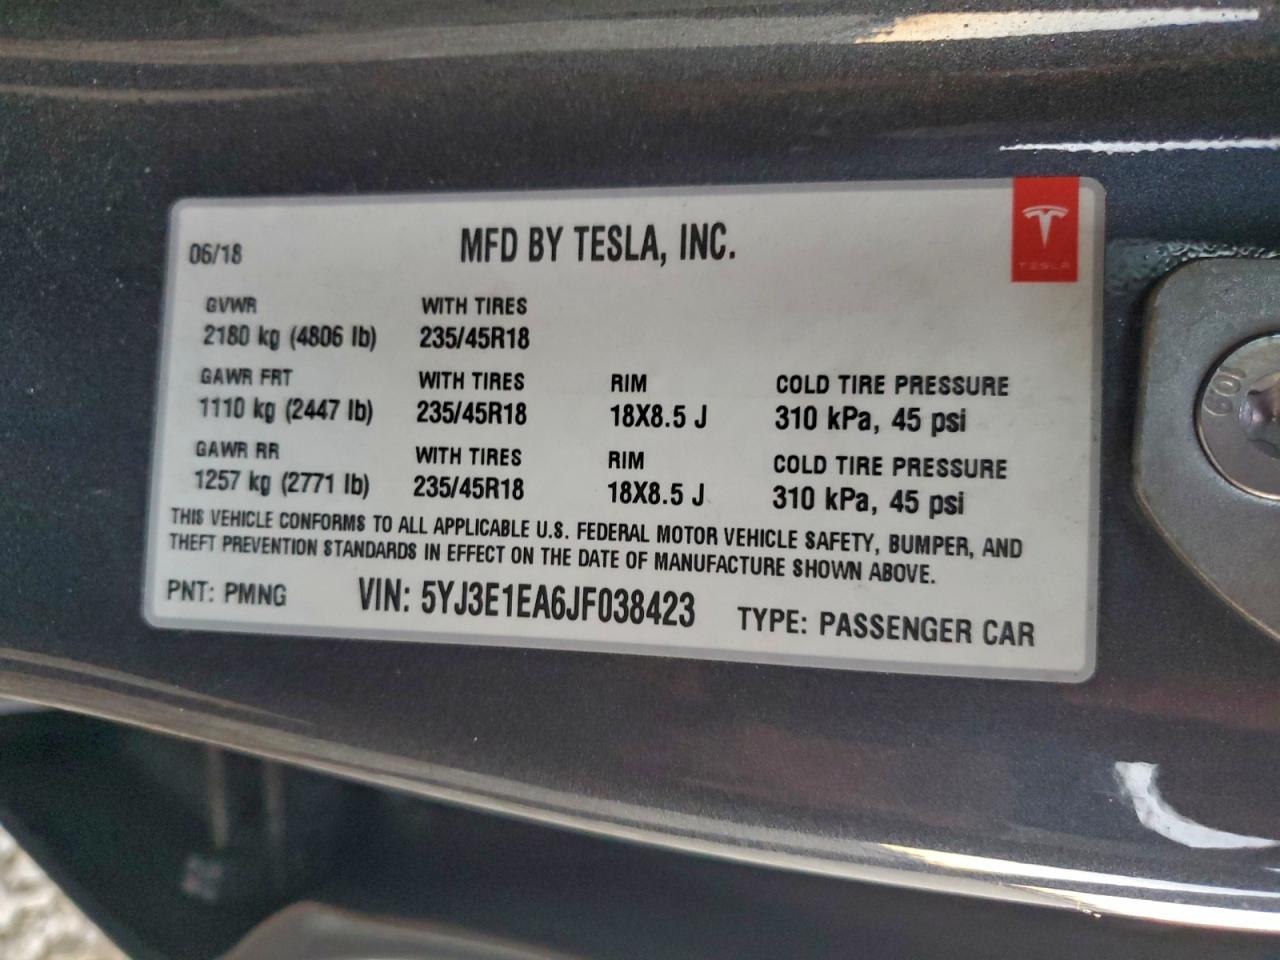 06/18 MFD BY TESLA, INC.
TESLA
GVWR WITH TIRES
2180 kg (4806 lb) 235/45R18
GAWR FRT WITH TIRES RIM COLD TIRE PRESSURE
1110 kg (2447 lb) 235/45R18 18X8.5 J 310 kPa, 45 psi
GAWR RR WITH TIRES RIM COLD TIRE PRESSURE
1257 kg (2771 lb) 235/45R18 18X8.5 J 310 kPa, 45 psi
THIS VEHICLE CONFORMS TO ALL APPLICABLE U.S. FEDERAL MOTOR VEHICLE SAFETY, BUMPER, AND
THEFT PREVENTION STANDARDS IN EFFECT ON THE DATE OF MANUFACTURE SHOWN ABOVE.
PNT: PMNG VIN: 5YJ3E1EA6JF038423 TYPE: PASSENGER CAR